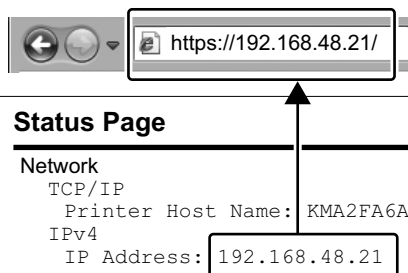 https://192.168.48.21/
Status Page
Network
TCP/IP
Printer Host Name: KMA2FA6A
IPv4
IP Address: 192.168.48.21